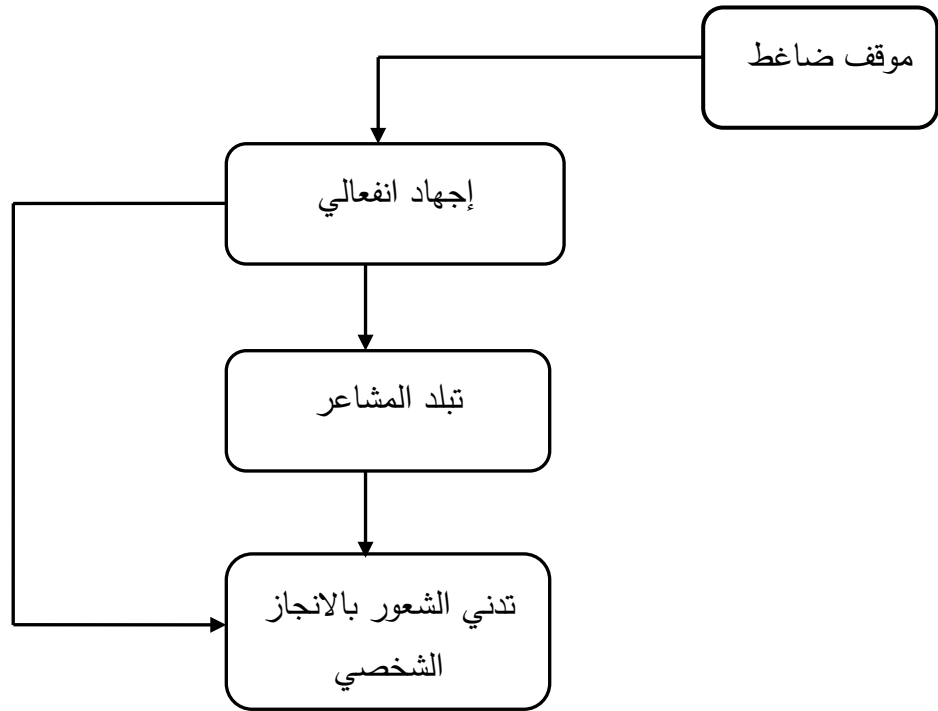 موقف ضاغط
إجهاد انفعالي
تبلد المشاعر
تدني الشعور بالانجاز
الشخصي